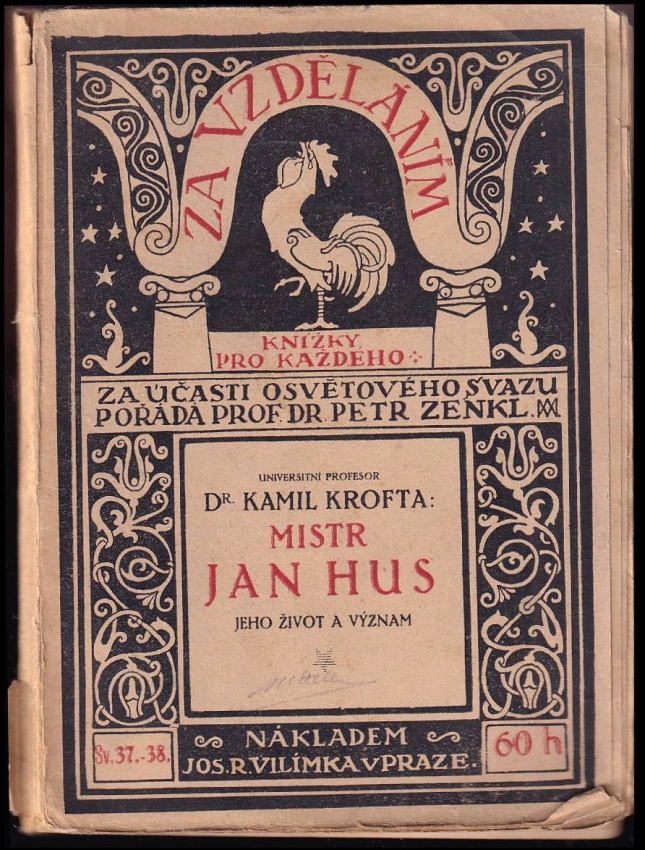 ZA VZDĚLÁNÍM
KNÍŽKY
PRO KAŽDÉHO
ZA ÚČASTI OSVĚTOVÉHO SVAZU
POŘÁDÁ PROF. DR. PETR ZENKL.
UNIVERSITNÍ PROFESOR
DR. KAMIL KROFTA:
MISTR
JAN HUS
JEHO ŽIVOT A VÝZNAM
NÁKLADEM
JOS. R. VILÍMKA V PRAZE.
Sv. 37.-38.
60 h